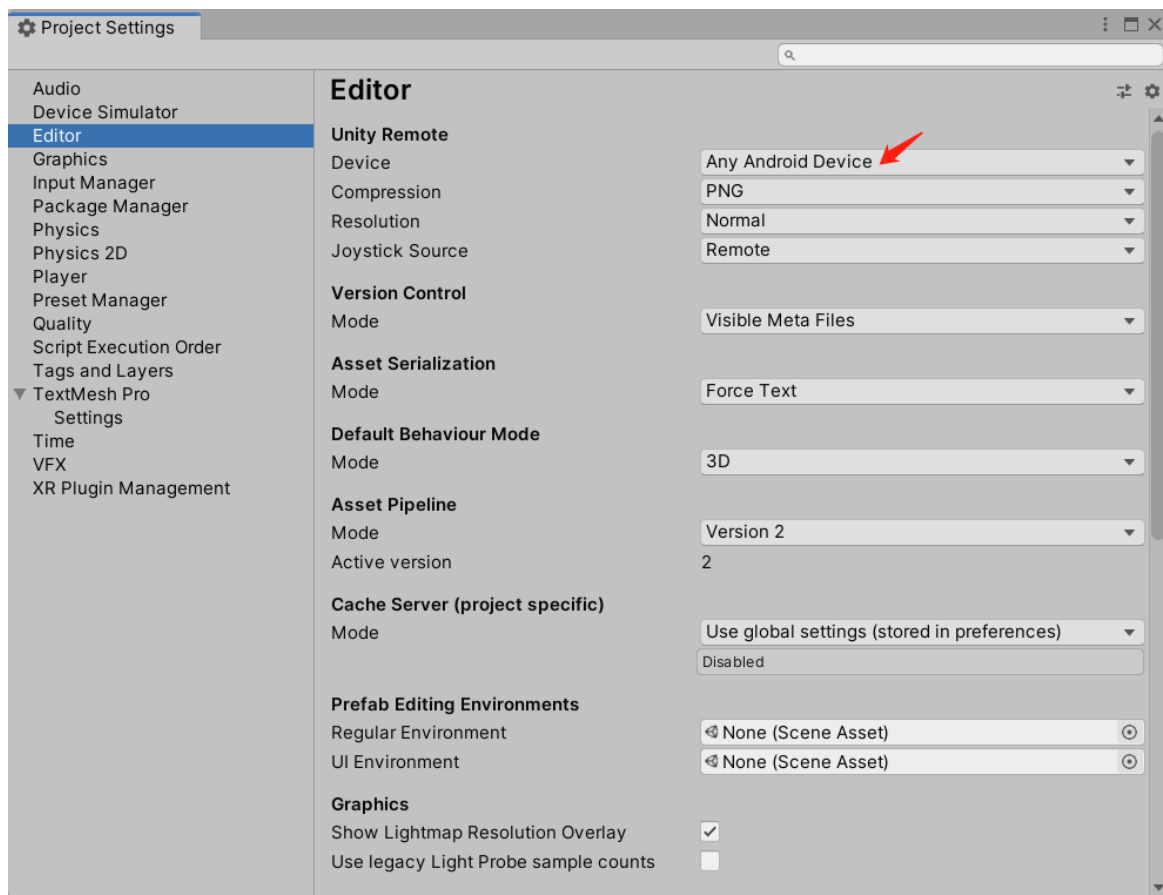 Project Settings
Audio
Device Simulator
Editor
Graphics
Input Manager
Package Manager
Physics
Physics 2D
Player
Preset Manager
Quality
Script Execution Order
Tags and Layers
TextMesh Pro
Settings
Time
VFX
XR Plugin Management
Editor
Unity Remote
Device Any Android Device
Compression PNG
Resolution Normal
Joystick Source Remote
Version Control
Mode Visible Meta Files
Asset Serialization
Mode Force Text
Default Behaviour Mode
Mode 3D
Asset Pipeline
Mode Version 2
Active version 2
Cache Server (project specific)
Mode Use global settings (stored in preferences)
Disabled
Prefab Editing Environments
Regular Environment None (Scene Asset)
UI Environment None (Scene Asset)
Graphics
Show Lightmap Resolution Overlay
Use legacy Light Probe sample counts